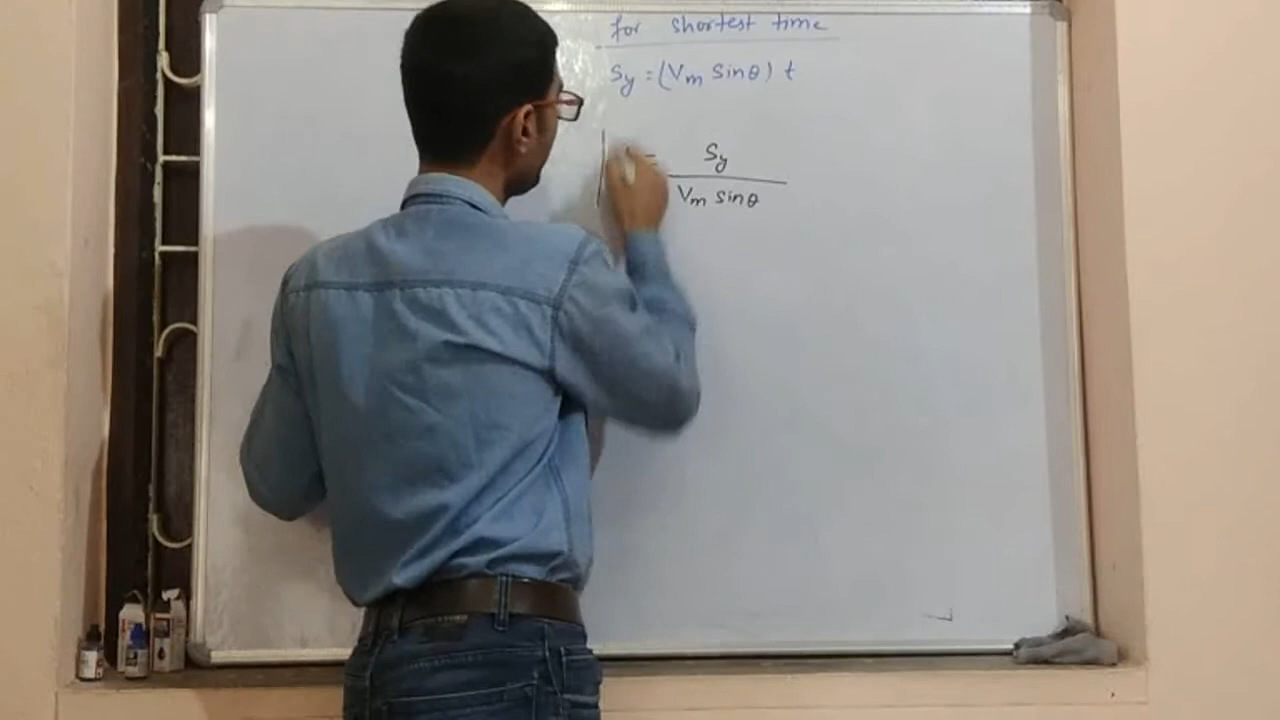 for shortest time
Sy = (Vm Sinθ) t
= Sy
Vm Sinθ